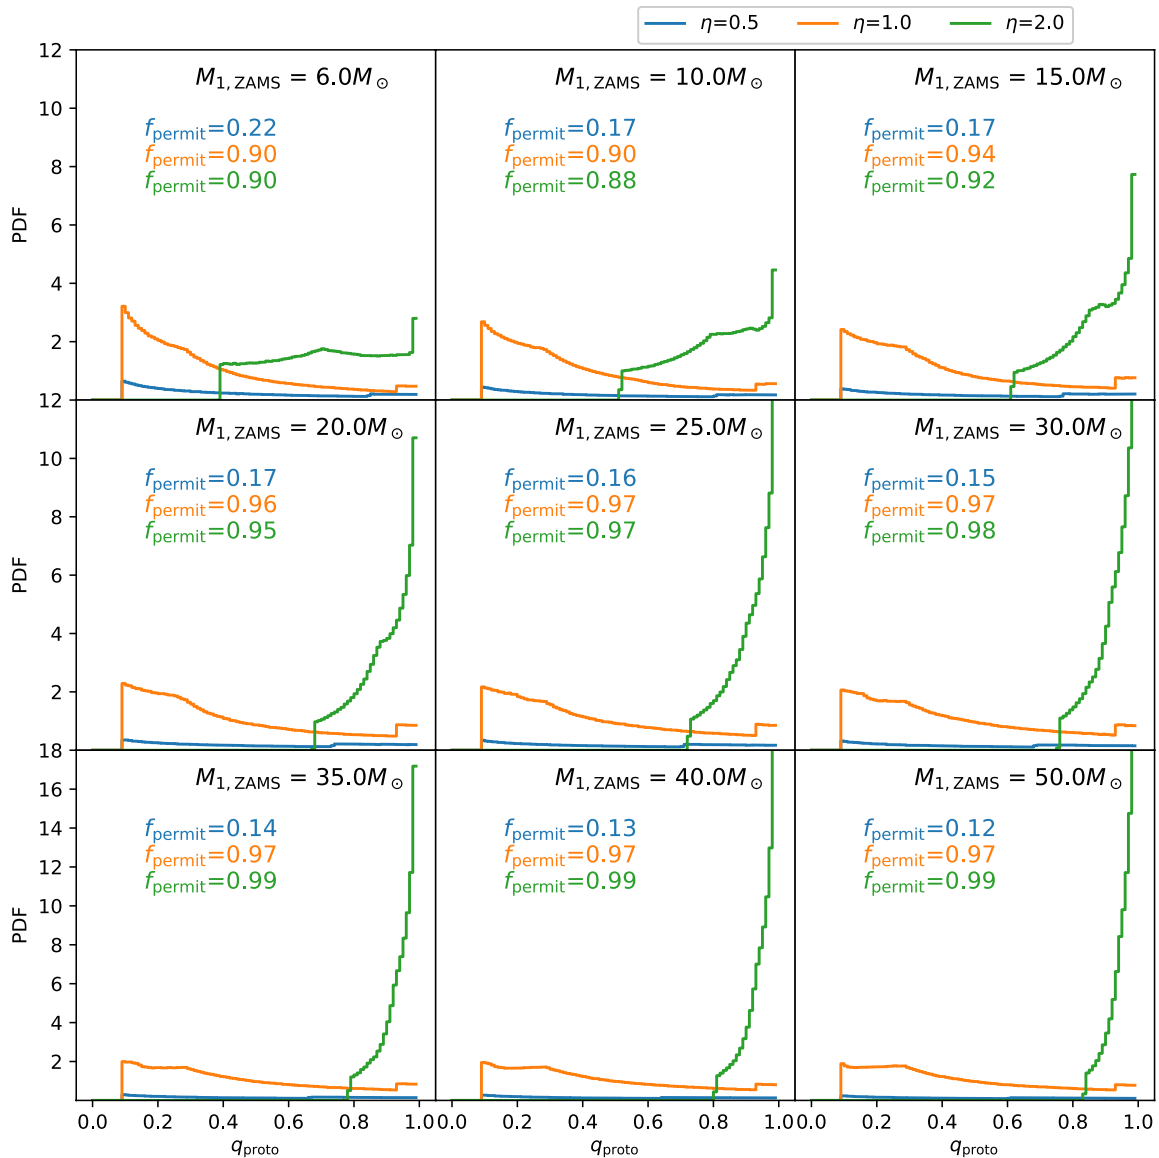 η=0.5 η=1.0 η=2.0
12
10
8
6
4
2
PDF
M1, ZAMS = 6.0M⊙
fpermit=0.22
fpermit=0.90
fpermit=0.90
M1, ZAMS = 10.0M⊙
fpermit=0.17
fpermit=0.90
fpermit=0.88
M1, ZAMS = 15.0M⊙
fpermit=0.17
fpermit=0.94
fpermit=0.92
12
10
8
6
4
2
PDF
M1, ZAMS = 20.0M⊙
fpermit=0.17
fpermit=0.96
fpermit=0.95
M1, ZAMS = 25.0M⊙
fpermit=0.16
fpermit=0.97
fpermit=0.97
M1, ZAMS = 30.0M⊙
fpermit=0.15
fpermit=0.97
fpermit=0.98
18
16
14
12
10
8
6
4
2
PDF
M1, ZAMS = 35.0M⊙
fpermit=0.14
fpermit=0.97
fpermit=0.99
M1, ZAMS = 40.0M⊙
fpermit=0.13
fpermit=0.97
fpermit=0.99
M1, ZAMS = 50.0M⊙
fpermit=0.12
fpermit=0.97
fpermit=0.99
0.0 0.2 0.4 0.6 0.8 1.0 0.0 0.2 0.4 0.6 0.8 1.0 0.0 0.2 0.4 0.6 0.8 1.0
qproto qproto qproto